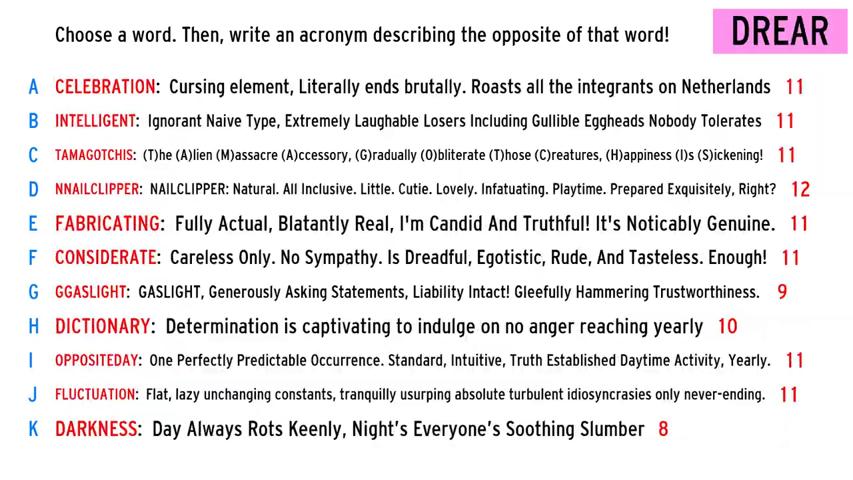 Choose a word. Then, write an acronym describing the opposite of that word!
DREAR
A CELEBRATION: Cursing element, Literally ends brutally. Roasts all the integrants on Netherlands 11
B INTELLIGENT: Ignorant Naive Type, Extremely Laughable Losers Including Gullible Eggheads Nobody Tolerates 11
C TAMAGOTCHIS: (T)he (A)lien (M)assacre (A)ccessory, (G)radually (O)bliterate (T)hose (C)reatures, (H)appiness (I)s (S)ickening! 11
D NNAILCLIPPER: NAILCLIPPER: Natural. All Inclusive. Little. Cutie. Lovely. Infatuating. Playtime. Prepared Exquisitely, Right? 12
E FABRICATING: Fully Actual, Blatantly Real, I'm Candid And Truthful! It's Noticably Genuine. 11
F CONSIDERATE: Careless Only. No Sympathy. Is Dreadful, Egotistic, Rude, And Tasteless. Enough! 11
G GGASLIGHT: GASLIGHT, Generously Asking Statements, Liability Intact! Gleefully Hammering Trustworthiness. 9
H DICTIONARY: Determination is captivating to indulge on no anger reaching yearly 10
I OPPOSITEDAY: One Perfectly Predictable Occurrence. Standard, Intuitive, Truth Established Daytime Activity, Yearly. 11
J FLUCTUATION: Flat, lazy unchanging constants, tranquilly usurping absolute turbulent idiosyncrasies only never-ending. 11
K DARKNESS: Day Always Rots Keenly, Night's Everyone's Soothing Slumber 8